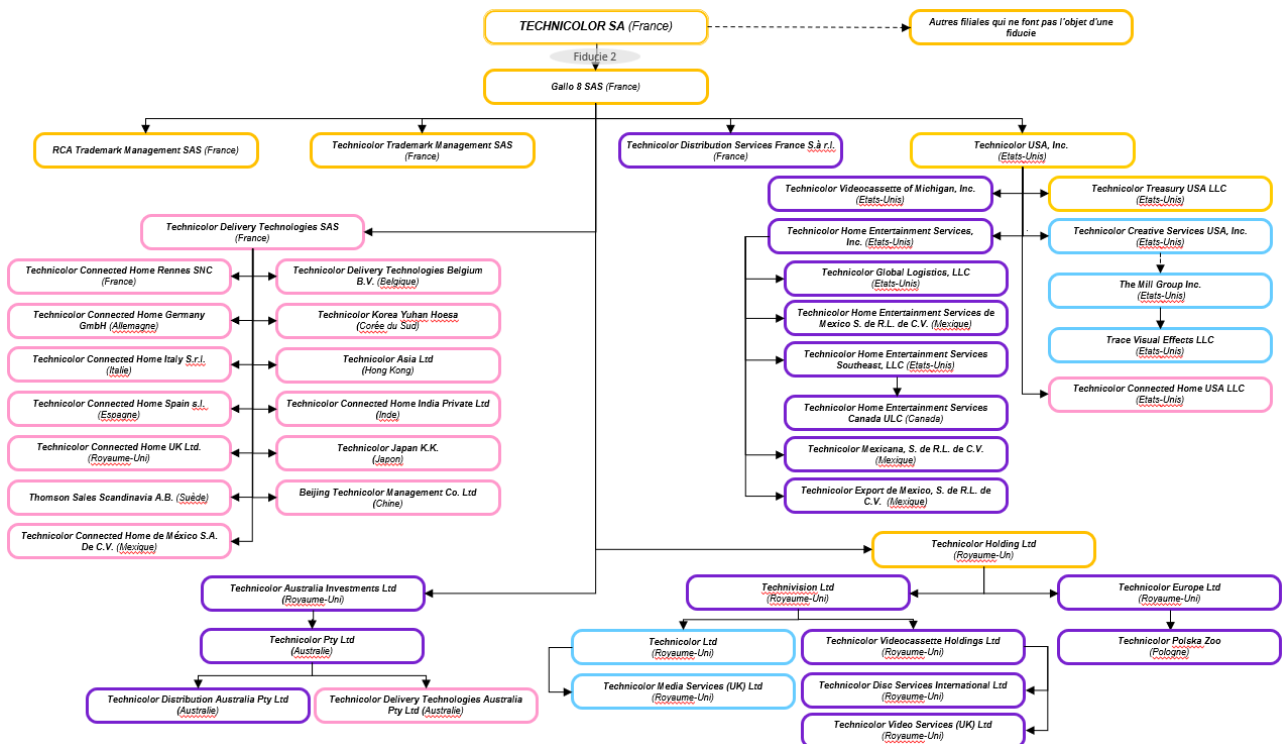 TECHNICOLOR SA (France)
Autres filiales qui ne font pas l'objet d'une
fiducie
Fiducie 2
Gallo 8 SAS (France)
RCA Trademark Management SAS (France)
Technicolor Trademark Management SAS
(France)
Technicolor Distribution Services France S.à r.l.
(France)
Technicolor USA, Inc.
(Etats-Unis)
Technicolor Videocassette of Michigan, Inc.
(Etats-Unis)
Technicolor Treasury USA LLC
(Etats-Unis)
Technicolor Delivery Technologies SAS
(France)
Technicolor Home Entertainment Services,
Inc. (Etats-Unis)
Technicolor Creative Services USA, Inc.
(Etats-Unis)
Technicolor Connected Home Rennes SNC
(France)
Technicolor Delivery Technologies Belgium
B.V. (Belgique)
Technicolor Global Logistics, LLC
(Etats-Unis)
The Mill Group Inc.
(Etats-Unis)
Technicolor Connected Home Germany
GmbH (Allemagne)
Technicolor Korea Yuhan Hoesa
(Corée du Sud)
Technicolor Home Entertainment Services de
Mexico S. de R.L. de C.V. (Mexique)
Trace Visual Effects LLC
(Etats-Unis)
Technicolor Connected Home Italy S.r.l.
(Italie)
Technicolor Asia Ltd
(Hong Kong)
Technicolor Home Entertainment Services
Southeast, LLC (Etats-Unis)
Technicolor Connected Home USA LLC
(Etats-Unis)
Technicolor Connected Home Spain s.l.
(Espagne)
Technicolor Connected Home India Private Ltd
(Inde)
Technicolor Home Entertainment Services
Canada ULC (Canada)
Technicolor Connected Home UK Ltd.
(Royaume-Uni)
Technicolor Japan K.K.
(Japon)
Technicolor Mexicana, S. de R.L. de C.V.
(Mexique)
Thomson Sales Scandinavia A.B. (Suède)
Beijing Technicolor Management Co. Ltd
(Chine)
Technicolor Export de Mexico, S. de R.L. de
C.V. (Mexique)
Technicolor Connected Home de México S.A.
De C.V. (Mexique)
Technicolor Holding Ltd
(Royaume-Un)
Technicolor Australia Investments Ltd
(Royaume-Uni)
Technivision Ltd
(Royaume-Uni)
Technicolor Europe Ltd
(Royaume-Uni)
Technicolor Pty Ltd
(Australie)
Technicolor Ltd
(Royaume-Uni)
Technicolor Videocassette Holdings Ltd
(Royaume-Uni)
Technicolor Polska Zoo
(Pologne)
Technicolor Distribution Australia Pty Ltd
(Australie)
Technicolor Delivery Technologies Australia
Pty Ltd (Australie)
Technicolor Media Services (UK) Ltd
(Royaume-Uni)
Technicolor Disc Services International Ltd
(Royaume-Uni)
Technicolor Video Services (UK) Ltd
(Royaume-Uni)